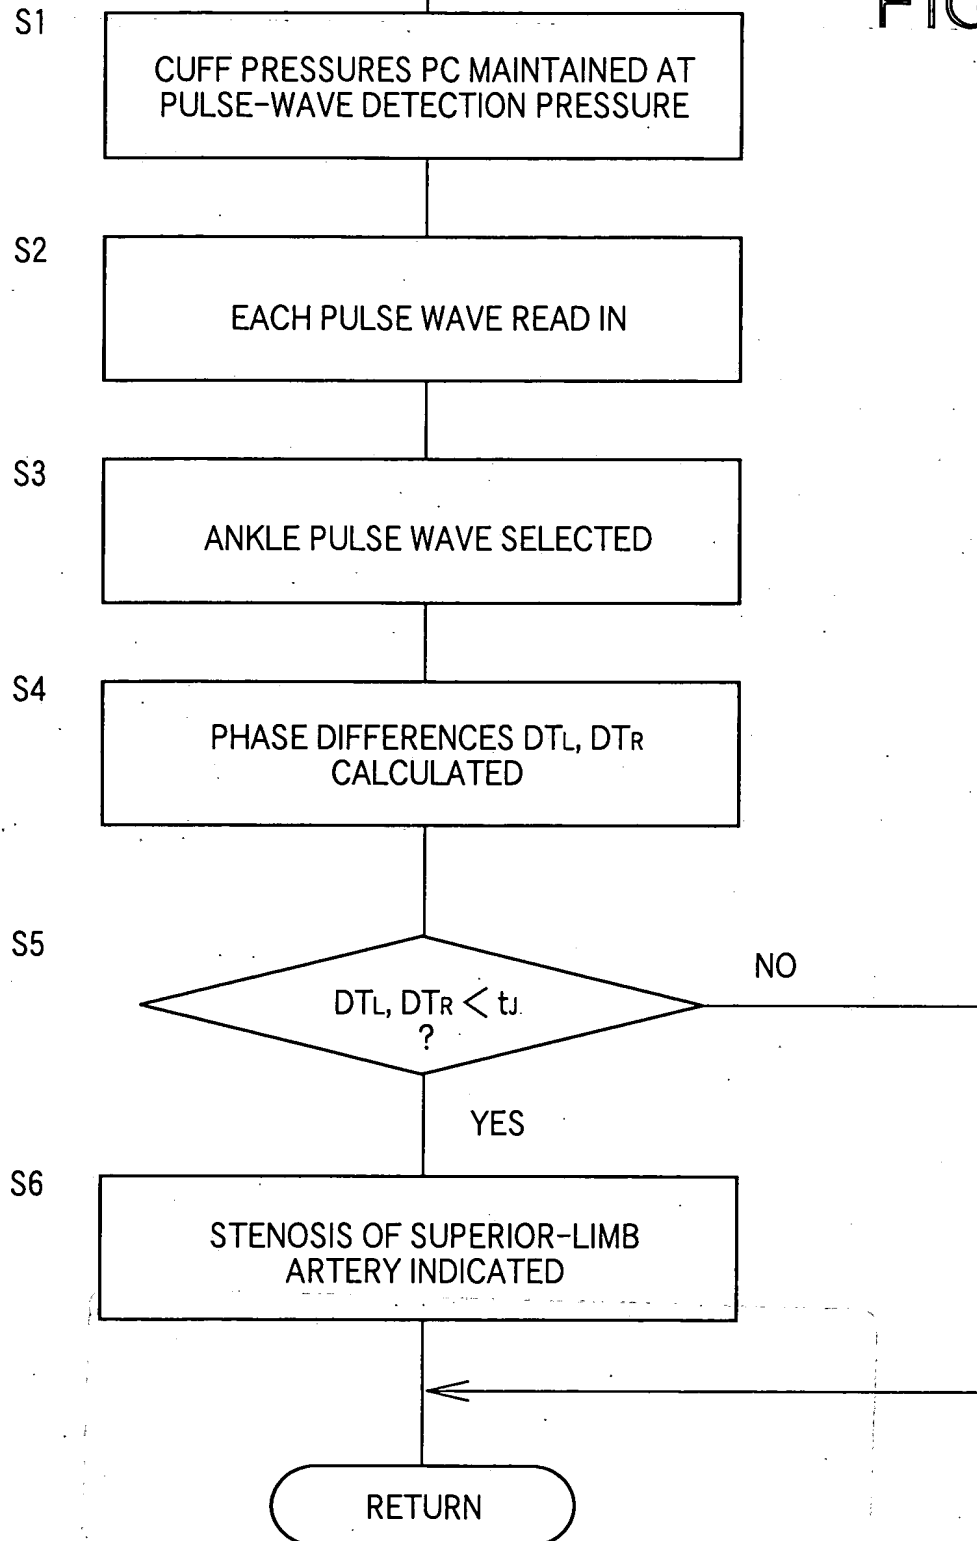 FIG
S1
CUFF PRESSURES PC MAINTAINED AT
PULSE-WAVE DETECTION PRESSURE
S2
EACH PULSE WAVE READ IN
S3
ANKLE PULSE WAVE SELECTED
S4
PHASE DIFFERENCES DTL, DTR
CALCULATED
S5
DTL, DTR < tJ
?
NO
YES
S6
STENOSIS OF SUPERIOR-LIMB
ARTERY INDICATED
RETURN